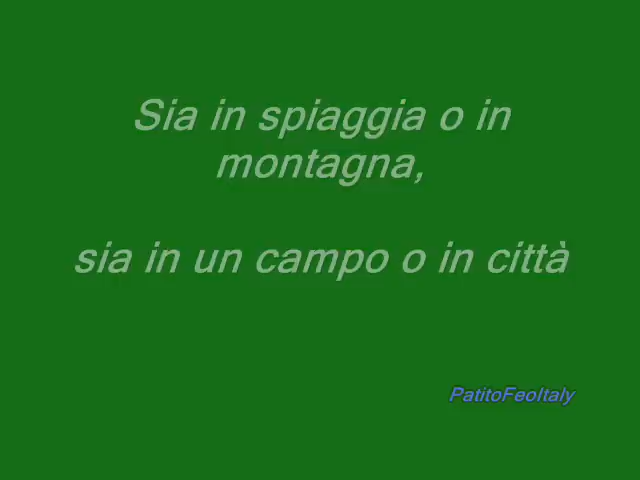 Sia in spiaggia o in
montagna,
sia in un campo o in città
PatitoFeoItaly